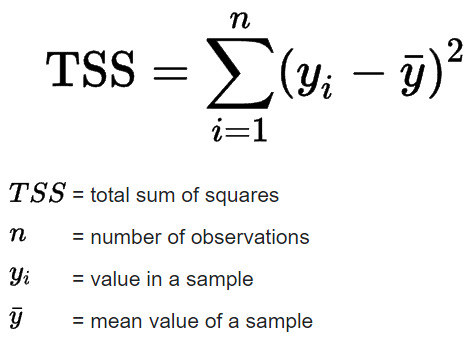 TSS = \sum_{i=1}^{n} (y_i − ȳ)²
TSS = total sum of squares
n = number of observations
y_i = value in a sample
ȳ = mean value of a sample